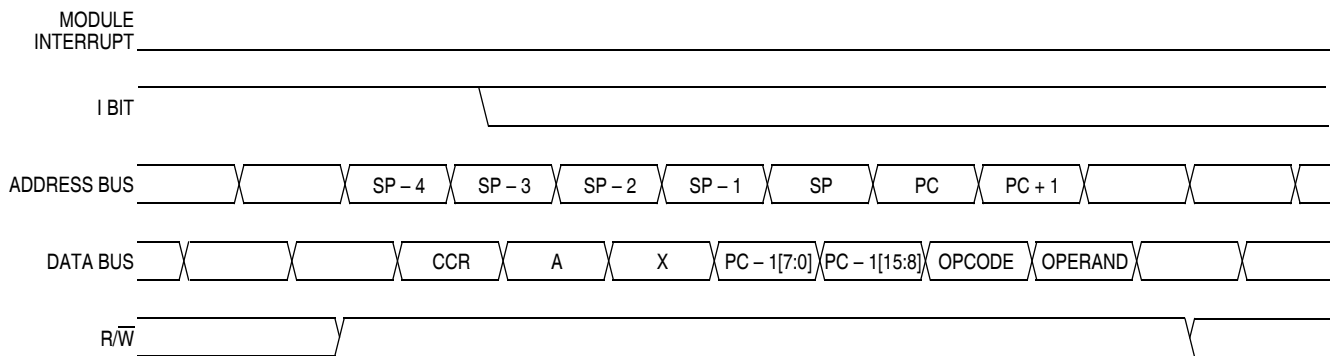 MODULE
INTERRUPT
I BIT
ADDRESS BUS SP – 4 SP – 3 SP – 2 SP – 1 SP PC PC + 1
DATA BUS CCR A X PC – 1[7:0] PC – 1[15:8] OPCODE OPERAND
R/W̅